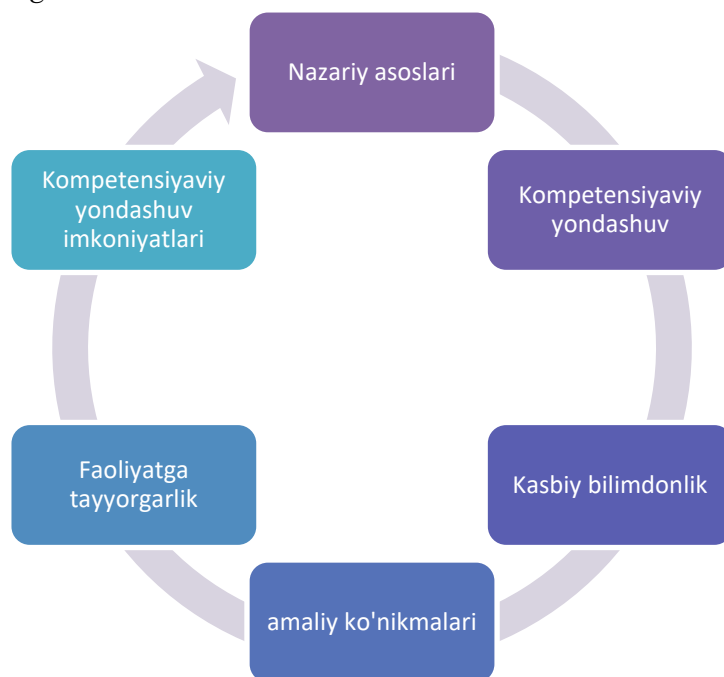 Nazariy asoslari
Kompetensiyaviy
yondashuv
imkoniyatlari
Kompetensiyaviy
yondashuv
Faoliyatga
tayyorgarlik
Kasbiy bilimdonlik
amaliy ko'nikmalari